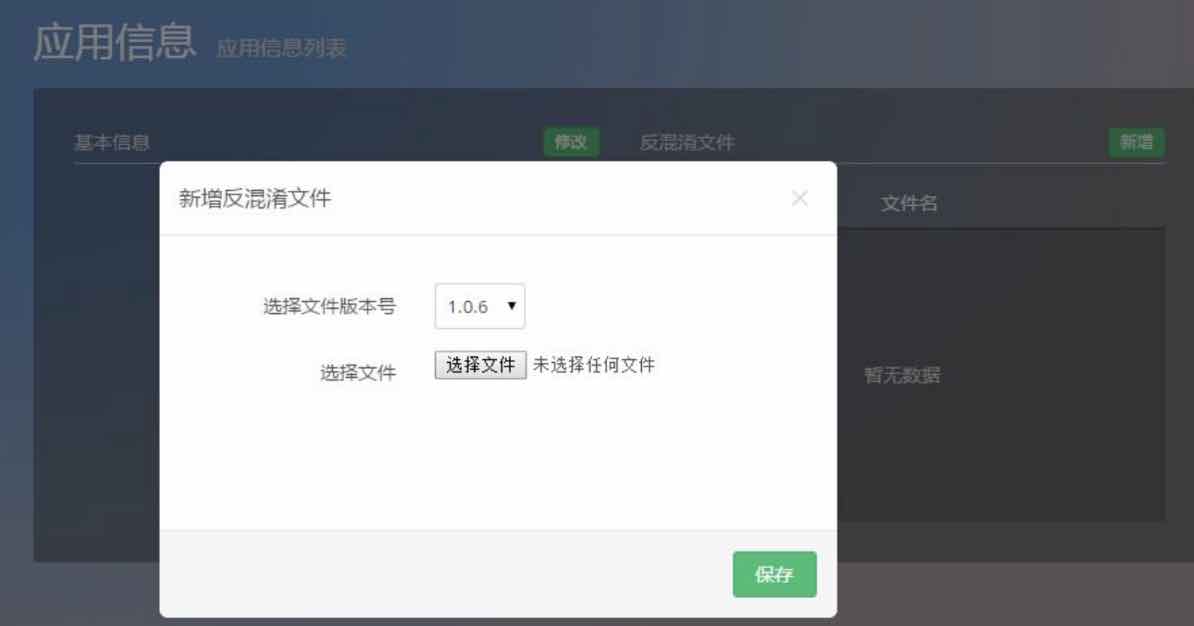 应用信息 应用信息列表
基本信息 修改 反混淆文件 新增
新增反混淆文件 ×
文件名
选择文件版本号 1.0.6
选择文件 选择文件 未选择任何文件
暂无数据
保存